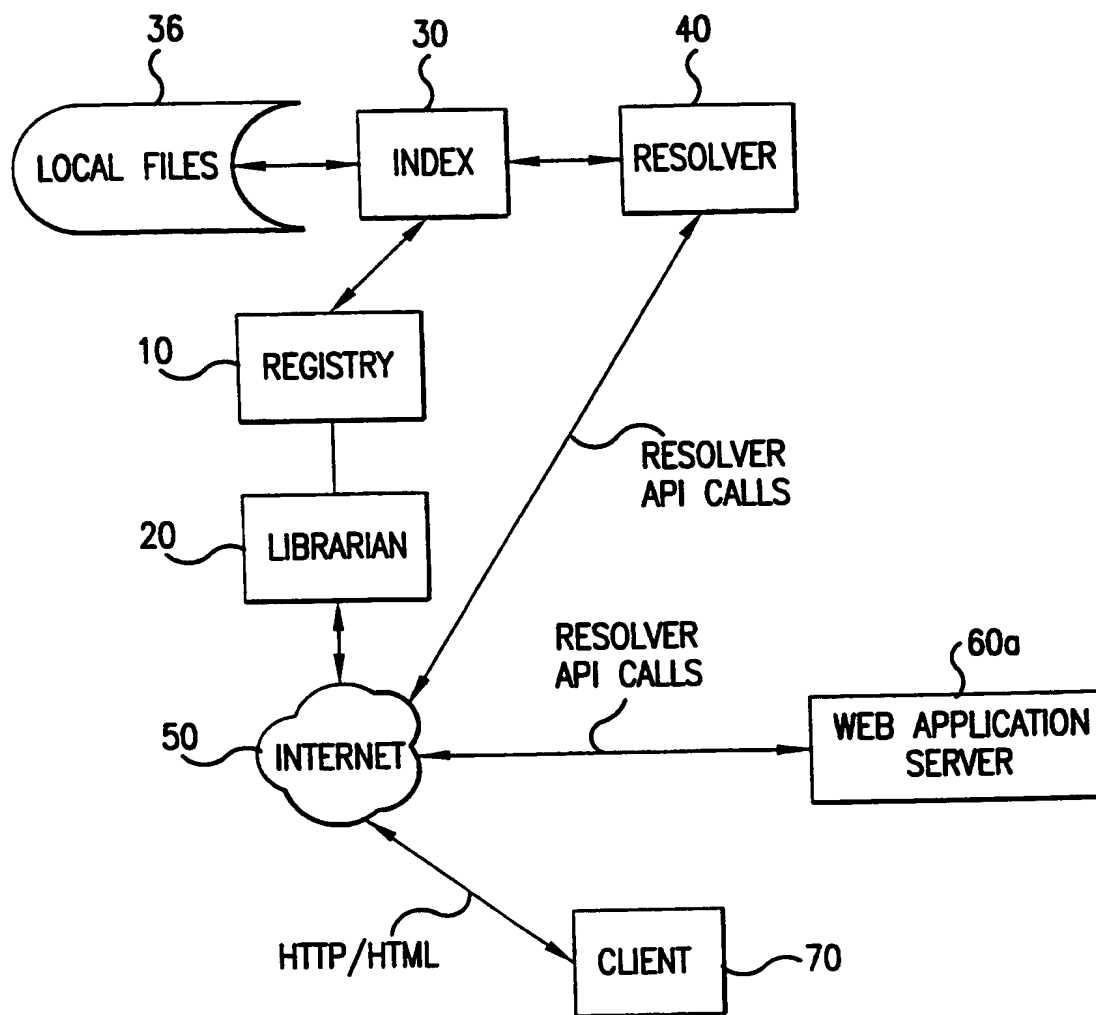 36
30
40
LOCAL FILES
INDEX
RESOLVER
10
REGISTRY
RESOLVER
API CALLS
20
LIBRARIAN
RESOLVER
API CALLS
60a
50
INTERNET
WEB APPLICATION
SERVER
HTTP/HTML
CLIENT
70